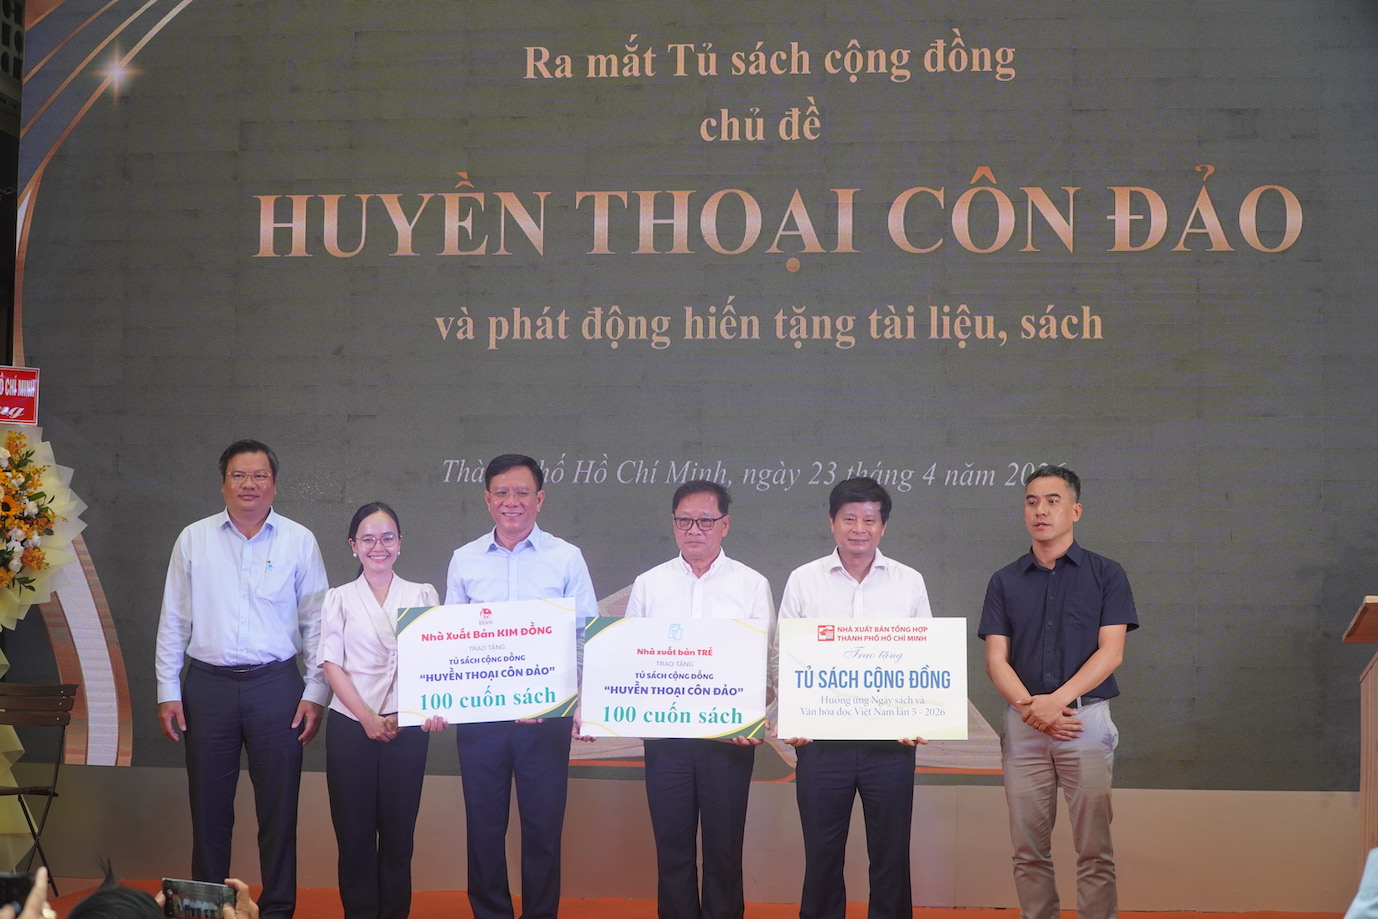 Ra mắt Tủ sách cộng đồng
chủ đề
HUYỀN THOẠI CÔN ĐẢO
và phát động hiến tặng tài liệu, sách
Hồ Chí Minh, ngày 23 tháng 4 năm
CHÍ MINH
Nhà Xuất Bản KIM ĐỒNG
TRAO TẶNG
TỦ SÁCH CỘNG ĐỒNG
“HUYỀN THOẠI CÔN ĐẢO”
100 cuốn sách
Nhà xuất bản TRẺ
TRAO TẶNG
TỦ SÁCH CỘNG ĐỒNG
“HUYỀN THOẠI CÔN ĐẢO”
100 cuốn sách
NHÀ XUẤT BẢN TỔNG HỢP
THÀNH PHỐ HỒ CHÍ MINH
Trao tặng
TỦ SÁCH CỘNG ĐỒNG
Hưởng ứng Ngày sách và
Văn hóa đọc Việt Nam lần 5 - 2026